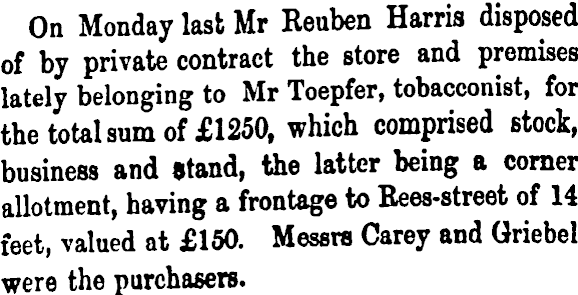 On Monday last Mr Reuben Harris disposed
of by private contract the store and premises
lately belonging to Mr Toepfer, tobacconist, for
the total sum of £1250, which comprised stock,
business and stand, the latter being a corner
allotment, having a frontage to Rees-street of 14
feet, valued at £150. Messrs Carey and Griebel
were the purchasers.